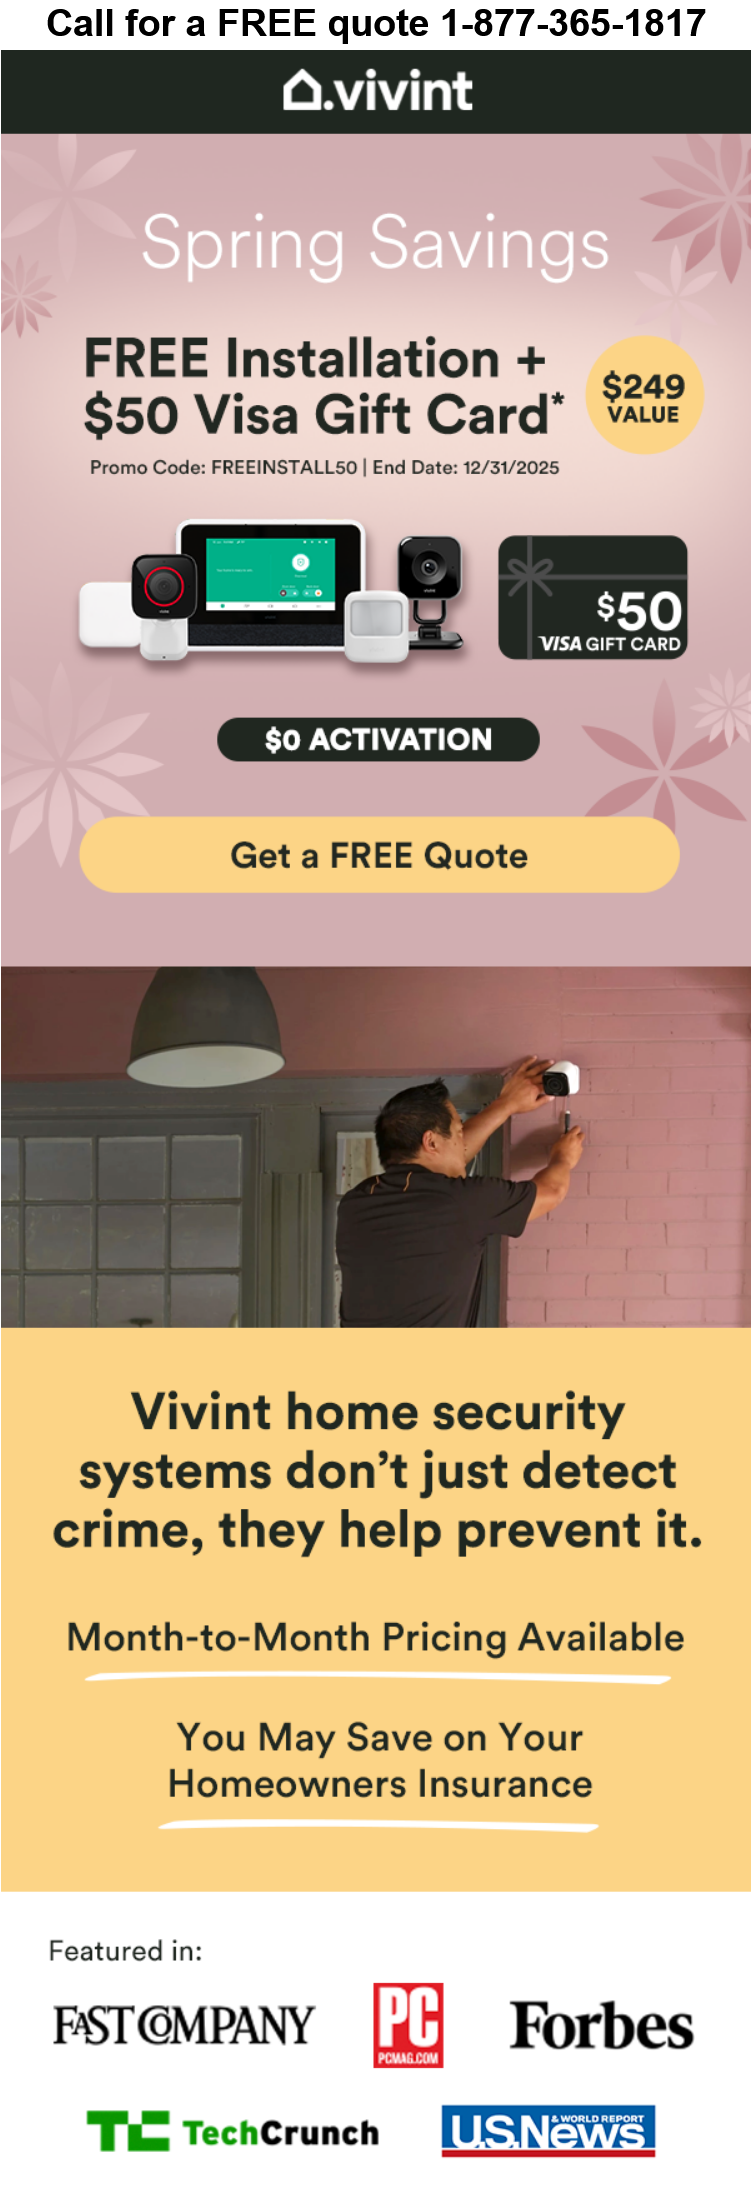 Call for a FREE quote 1-877-365-1817
.vivint
Spring Savings
FREE Installation +
$50 Visa Gift Card*
$249
VALUE
Promo Code: FREEINSTALL50 | End Date: 12/31/2025
$50
VISA GIFT CARD
$0 ACTIVATION
Get a FREE Quote
Vivint home security
systems don't just detect
crime, they help prevent it.
Month-to-Month Pricing Available
You May Save on Your
Homeowners Insurance
Featured in:
FAST COMPANY
PC
PCMAG.COM
Forbes
TC TechCrunch
U.S.News
& WORLD REPORT